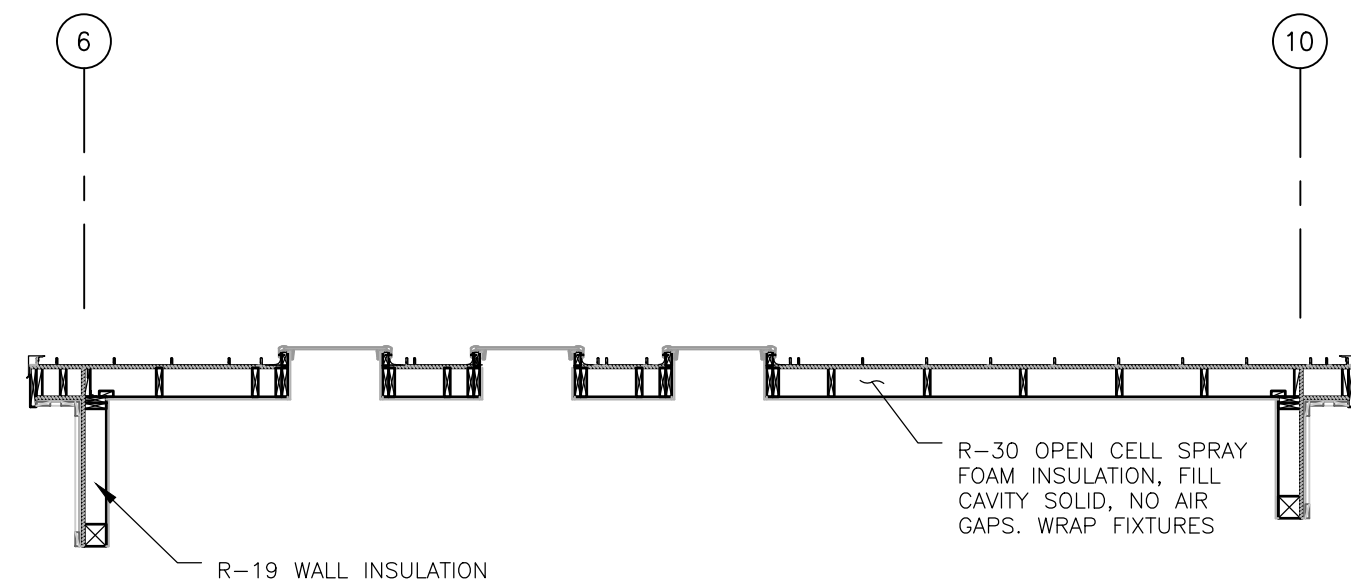 6
10
R-30 OPEN CELL SPRAY
FOAM INSULATION, FILL
CAVITY SOLID, NO AIR
GAPS. WRAP FIXTURES
R-19 WALL INSULATION